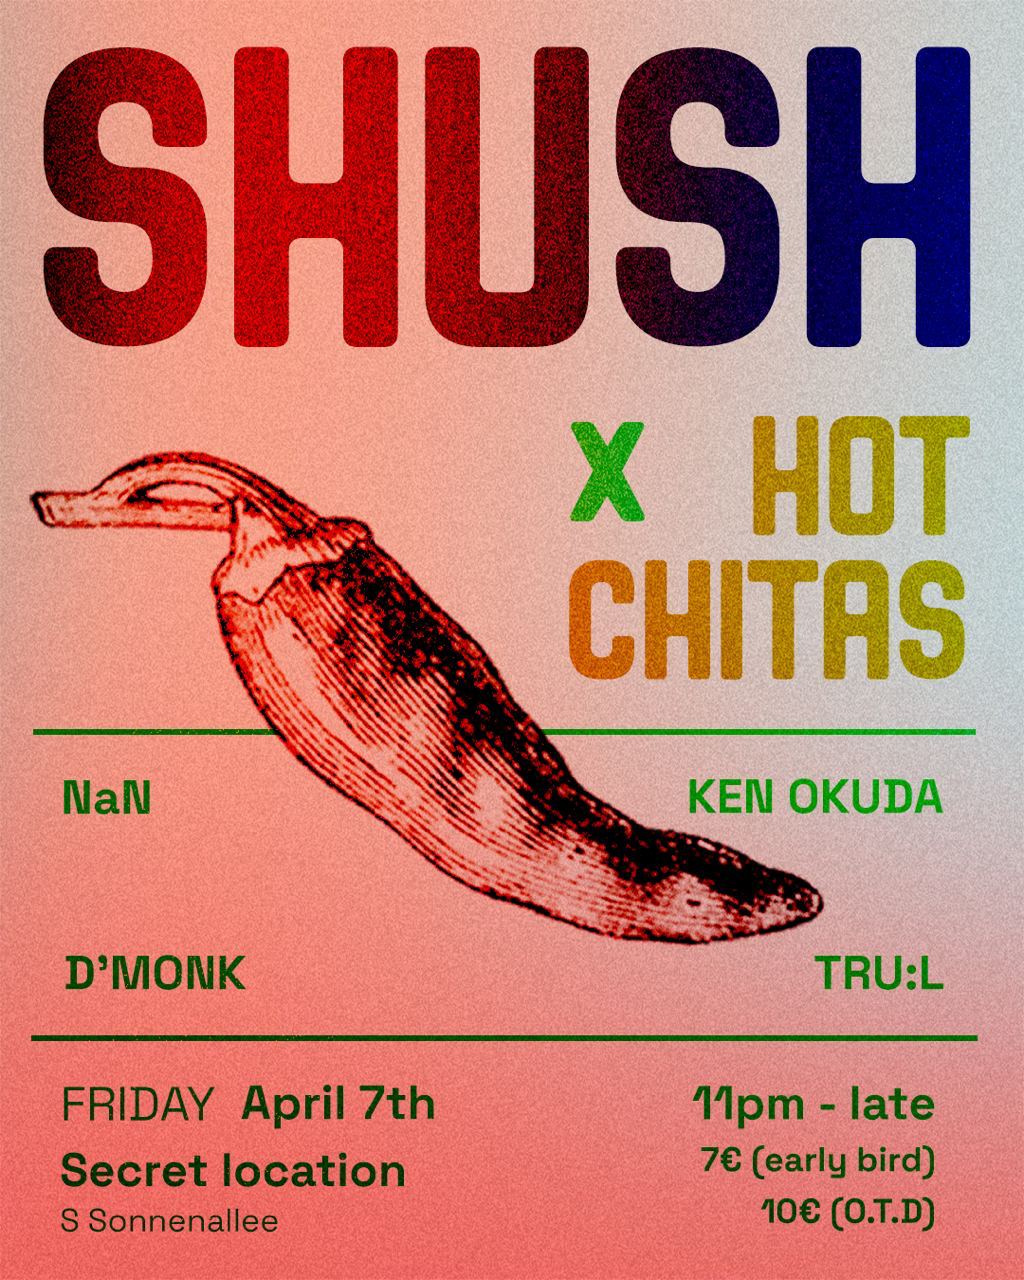 SHUSH
X HOT
CHITAS
NaN KEN OKUDA
D’MONK TRU:L
FRIDAY April 7th 11pm - late
Secret location 7€ (early bird)
S Sonnenallee 10€ (O.T.D)